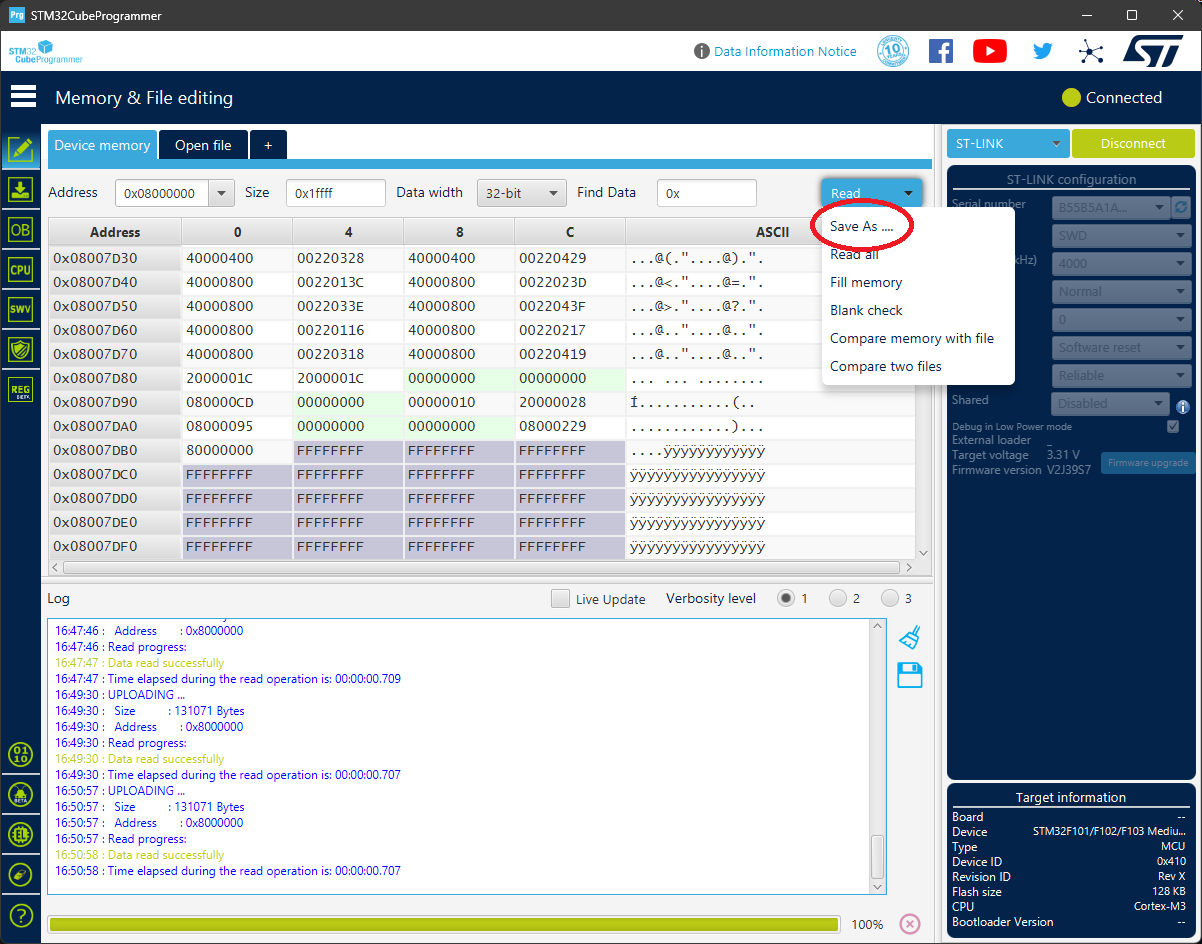 Prg STM32CubeProgrammer
STM32
CubeProgrammer
Data Information Notice
10
YEARS
Memory & File editing
Connected
Device memory
Open file
+
Address
0x08000000
Size
0x1ffff
Data width
32-bit
Find Data
0x
Read
Save As ....
Read all
Fill memory
Blank check
Compare memory with file
Compare two files
Address 0 4 8 C ASCII
0x08007D30 40000400 00220328 40000400 00220429 ...@(."....@).".
0x08007D40 40000800 0022013C 40000800 0022023D ...@<."....@=.".
0x08007D50 40000800 0022033E 40000800 0022043F ...@>."....@?.".
0x08007D60 40000800 00220116 40000800 00220217 ...@.."....@..".
0x08007D70 40000800 00220318 40000800 00220419 ...@.."....@..".
0x08007D80 2000001C 2000001C 00000000 00000000 ... ... ........
0x08007D90 080000CD 00000000 00000010 20000028 Í...........(..
0x08007DA0 08000095 00000000 00000000 08000229 ............)...
0x08007DB0 80000000 FFFFFFFF FFFFFFFF FFFFFFFF ....ÿÿÿÿÿÿÿÿÿÿÿÿ
0x08007DC0 FFFFFFFF FFFFFFFF FFFFFFFF FFFFFFFF ÿÿÿÿÿÿÿÿÿÿÿÿÿÿÿÿ
0x08007DD0 FFFFFFFF FFFFFFFF FFFFFFFF FFFFFFFF ÿÿÿÿÿÿÿÿÿÿÿÿÿÿÿÿ
0x08007DE0 FFFFFFFF FFFFFFFF FFFFFFFF FFFFFFFF ÿÿÿÿÿÿÿÿÿÿÿÿÿÿÿÿ
0x08007DF0 FFFFFFFF FFFFFFFF FFFFFFFF FFFFFFFF ÿÿÿÿÿÿÿÿÿÿÿÿÿÿÿÿ
Log
Live Update
Verbosity level
1
2
3
16:47:46 : Address : 0x8000000
16:47:46 : Read progress:
16:47:47 : Data read successfully
16:47:47 : Time elapsed during the read operation is: 00:00:00.709
16:49:30 : UPLOADING ...
16:49:30 : Size : 131071 Bytes
16:49:30 : Address : 0x8000000
16:49:30 : Read progress:
16:49:30 : Data read successfully
16:49:30 : Time elapsed during the read operation is: 00:00:00.707
16:50:57 : UPLOADING ...
16:50:57 : Size : 131071 Bytes
16:50:57 : Address : 0x8000000
16:50:57 : Read progress:
16:50:58 : Data read successfully
16:50:58 : Time elapsed during the read operation is: 00:00:00.707
100%
OB
CPU
SWV
REG
BETA
01
10
BETA
?
ST-LINK
Disconnect
ST-LINK configuration
Serial number B55B5A1A...
SWD
kHz) 4000
Normal
0
Software reset
Reliable
Shared Disabled
Debug in Low Power mode
External loader _
Target voltage 3.31 V
Firmware version V2J39S7
Firmware upgrade
Target information
Board --
Device STM32F101/F102/F103 Mediu...
Type MCU
Device ID 0x410
Revision ID Rev X
Flash size 128 KB
CPU Cortex-M3
Bootloader Version --